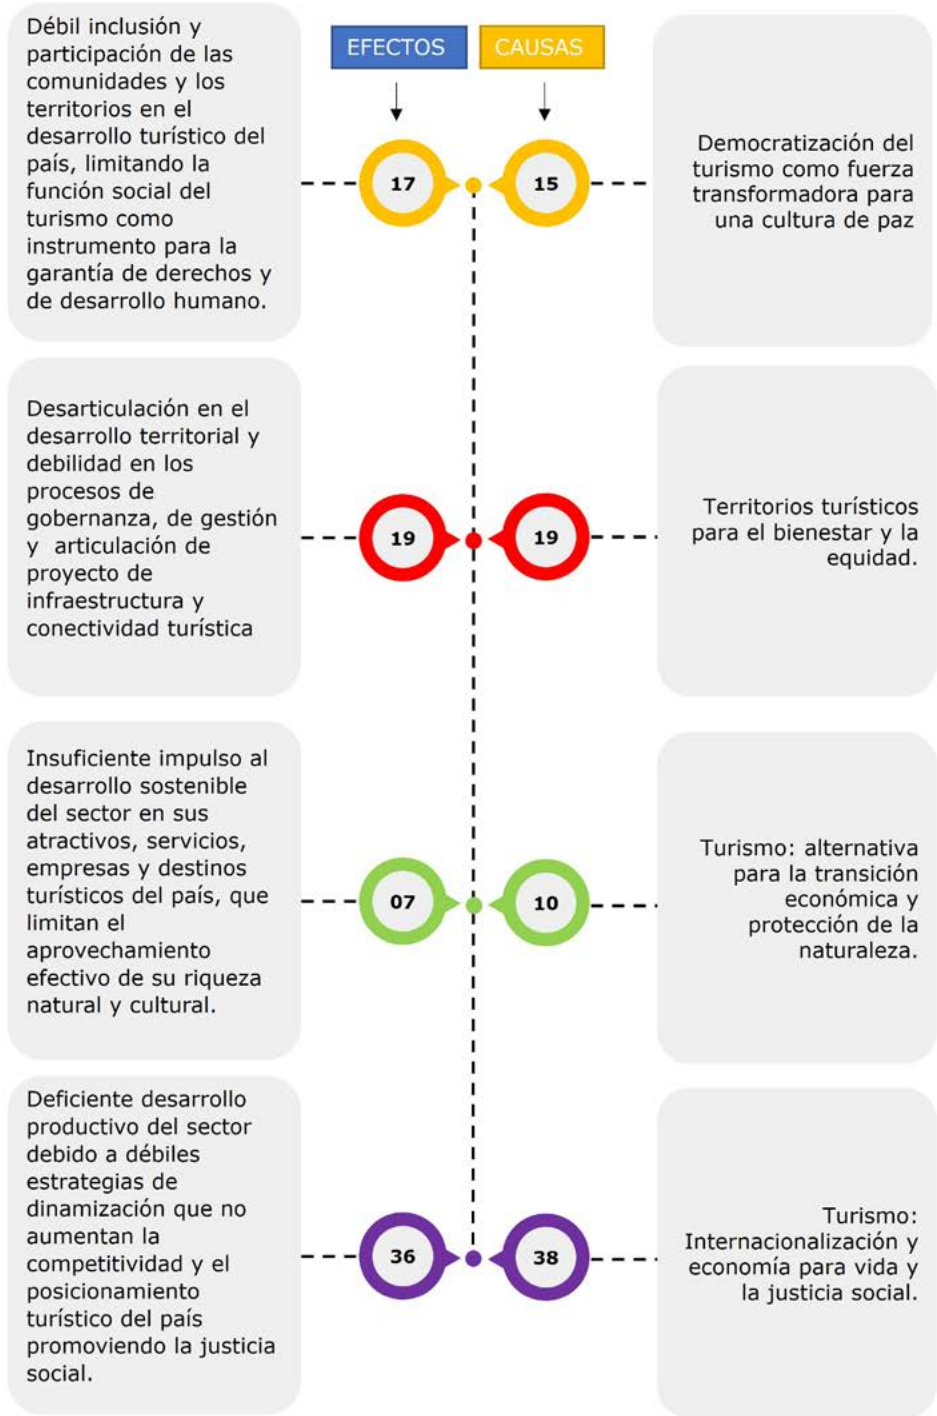 EFECTOS
CAUSAS
Débil inclusión y
participación de las
comunidades y los
territorios en el
desarrollo turístico del
país, limitando la
función social del
turismo como
instrumento para la
garantía de derechos y
de desarrollo humano.
17
15
Democratización del
turismo como fuerza
transformadora para
una cultura de paz
Desarticulación en el
desarrollo territorial y
debilidad en los
procesos de
gobernanza, de gestión
y articulación de
proyecto de
infraestructura y
conectividad turística
19
19
Territorios turísticos
para el bienestar y la
equidad.
Insuficiente impulso al
desarrollo sostenible
del sector en sus
atractivos, servicios,
empresas y destinos
turísticos del país, que
limitan el
aprovechamiento
efectivo de su riqueza
natural y cultural.
07
10
Turismo: alternativa
para la transición
económica y
protección de la
naturaleza.
Deficiente desarrollo
productivo del sector
debido a débiles
estrategias de
dinamización que no
aumentan la
competitividad y el
posicionamiento
turístico del país
promoviendo la justicia
social.
36
38
Turismo:
Internacionalización y
economía para vida y
la justicia social.